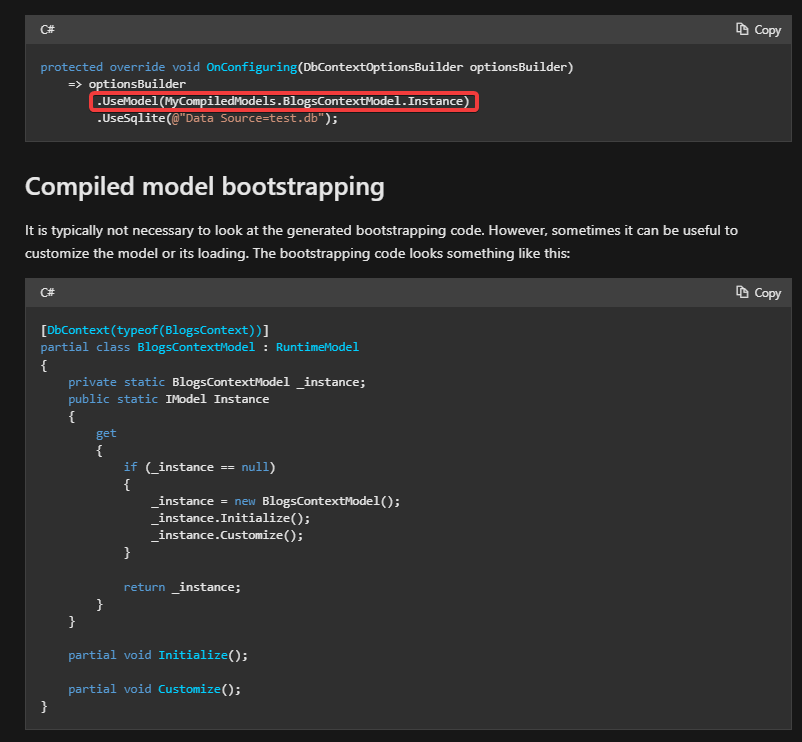 C#
Copy
protected override void OnConfiguring(DbContextOptionsBuilder optionsBuilder)
    => optionsBuilder
        .UseModel(MyCompiledModels.BlogsContextModel.Instance)
        .UseSqlite(@"Data Source=test.db");
Compiled model bootstrapping
It is typically not necessary to look at the generated bootstrapping code. However, sometimes it can be useful to
customize the model or its loading. The bootstrapping code looks something like this:
C#
Copy
[DbContext(typeof(BlogsContext))]
partial class BlogsContextModel : RuntimeModel
{
    private static BlogsContextModel _instance;
    public static IModel Instance
    {
        get
        {
            if (_instance == null)
            {
                _instance = new BlogsContextModel();
                _instance.Initialize();
                _instance.Customize();
            }
            return _instance;
        }
    }
    partial void Initialize();
    partial void Customize();
}